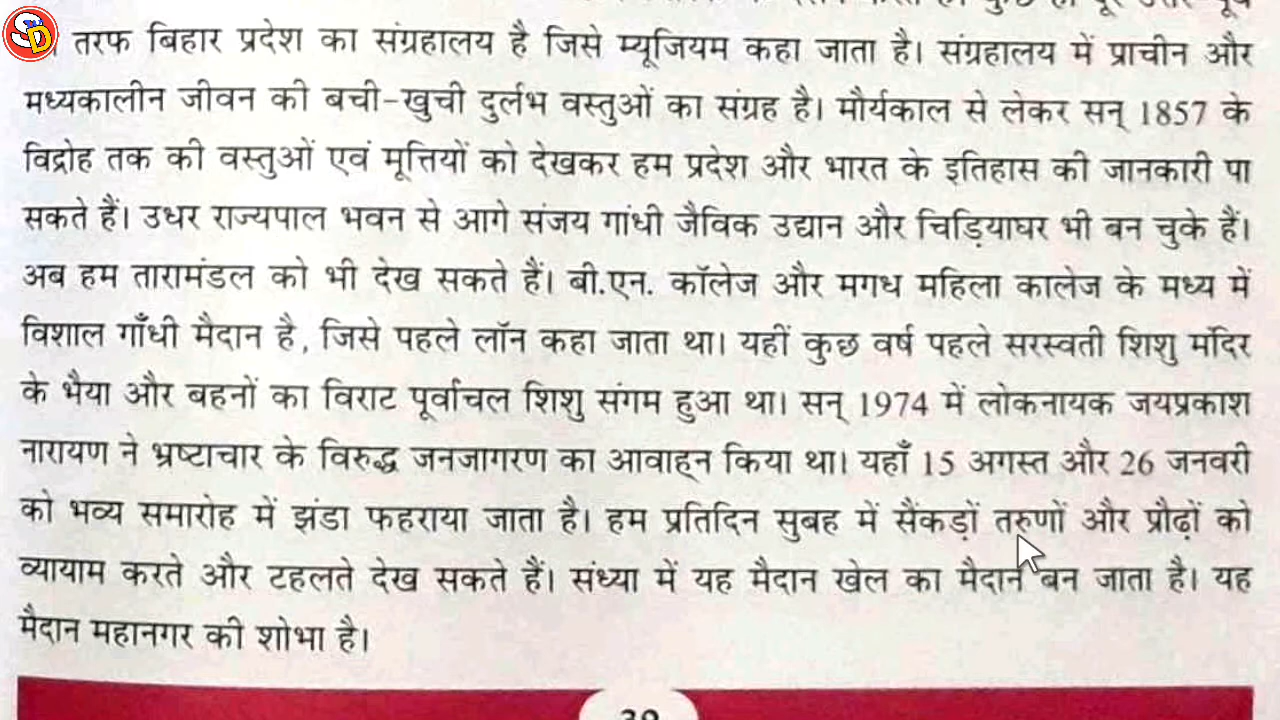 तरफ बिहार प्रदेश का संग्रहालय है जिसे म्यूजियम कहा जाता है। संग्रहालय में प्राचीन और
मध्यकालीन जीवन की बची-खुची दुर्लभ वस्तुओं का संग्रह है। मौर्यकाल से लेकर सन् 1857 के
विद्रोह तक की वस्तुओं एवं मूर्त्तियों को देखकर हम प्रदेश और भारत के इतिहास की जानकारी पा
सकते हैं। उधर राज्यपाल भवन से आगे संजय गांधी जैविक उद्यान और चिड़ियाघर भी बन चुके हैं।
अब हम तारामंडल को भी देख सकते हैं। बी.एन. कॉलेज और मगध महिला कालेज के मध्य में
विशाल गाँधी मैदान है, जिसे पहले लॉन कहा जाता था। यहीं कुछ वर्ष पहले सरस्वती शिशु मंदिर
के भैया और बहनों का विराट पूर्वांचल शिशु संगम हुआ था। सन् 1974 में लोकनायक जयप्रकाश
नारायण ने भ्रष्टाचार के विरुद्ध जनजागरण का आवाह्न किया था। यहाँ 15 अगस्त और 26 जनवरी
को भव्य समारोह में झंडा फहराया जाता है। हम प्रतिदिन सुबह में सैंकड़ों तरुणों और प्रौढ़ों को
व्यायाम करते और टहलते देख सकते हैं। संध्या में यह मैदान खेल का मैदान बन जाता है। यह
मैदान महानगर की शोभा है।